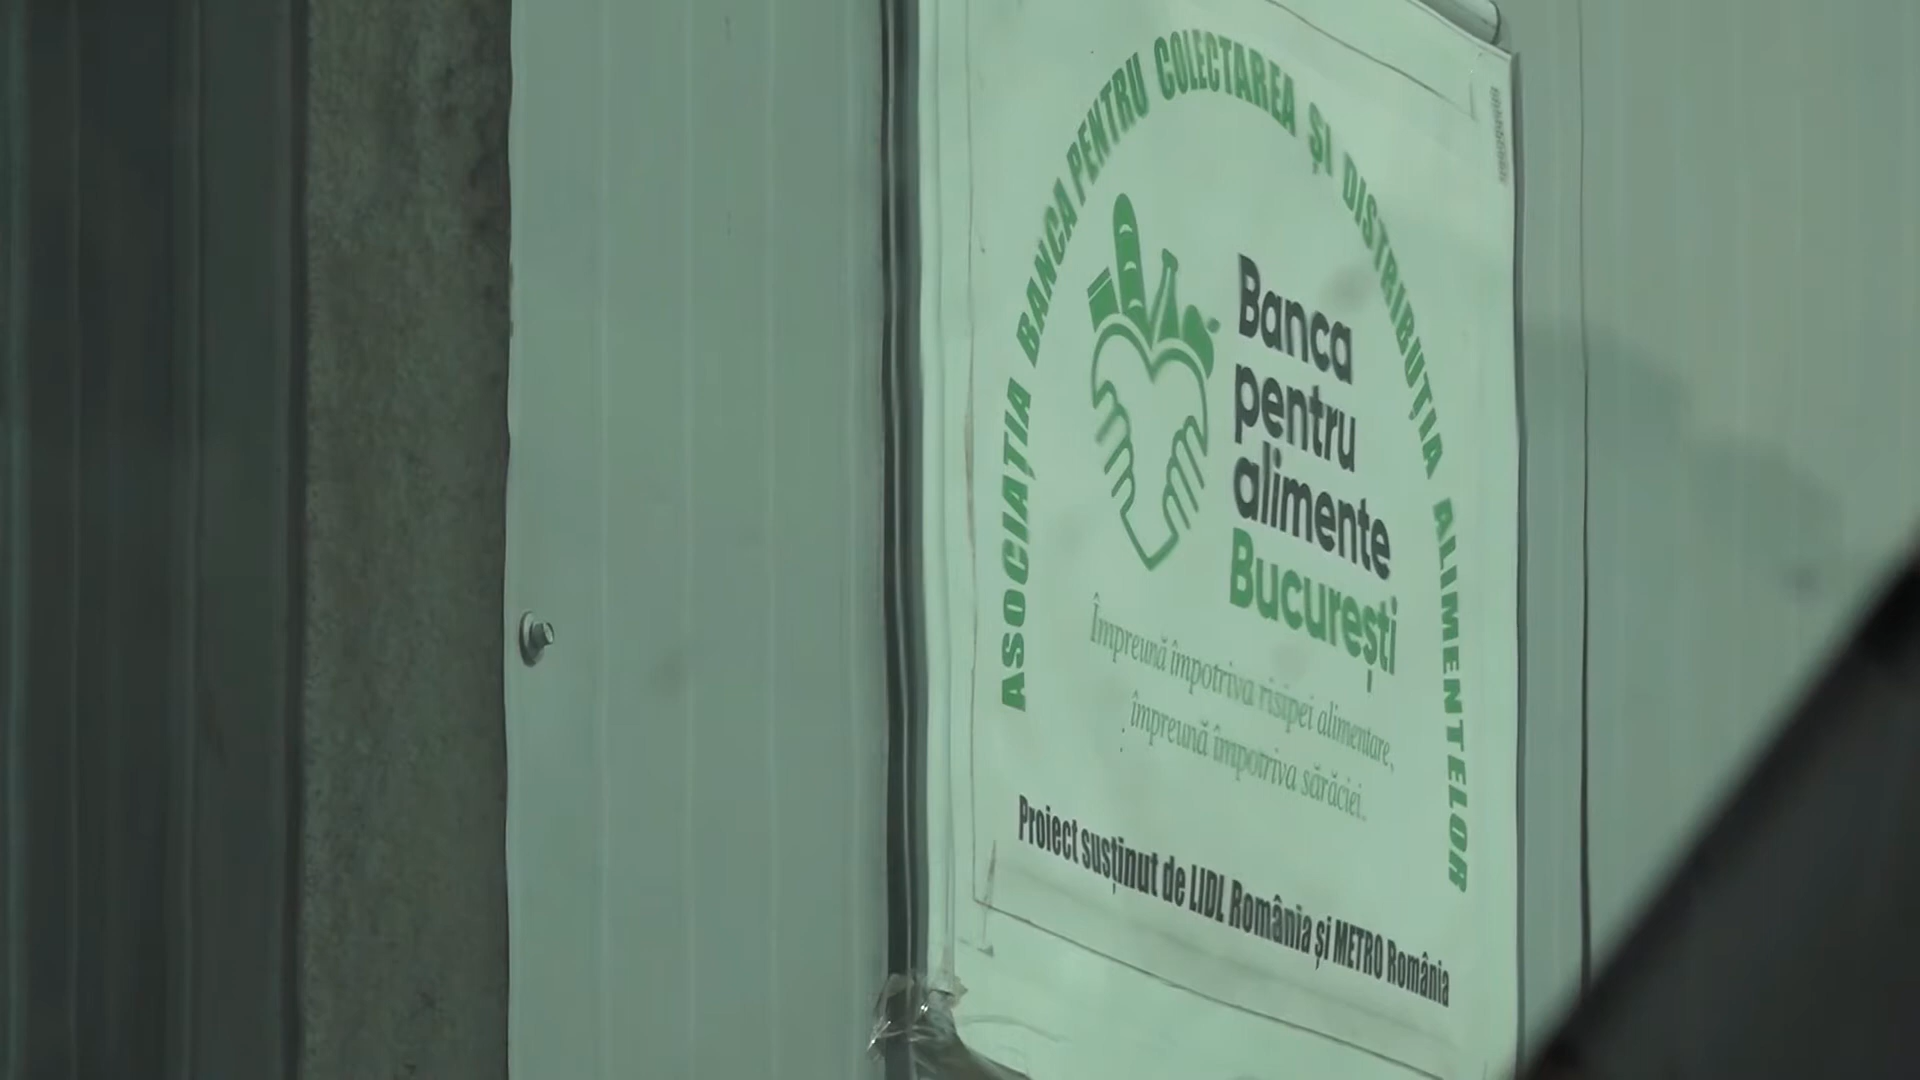 ASOCIAȚIA BANCA PENTRU COLECTAREA ȘI DISTRIBUȚIA ALIMENTELOR
Banca
pentru
alimente
București
Împreună împotriva risipei alimentare,
împreună împotriva sărăciei.
Proiect susținut de LIDL România și METRO România